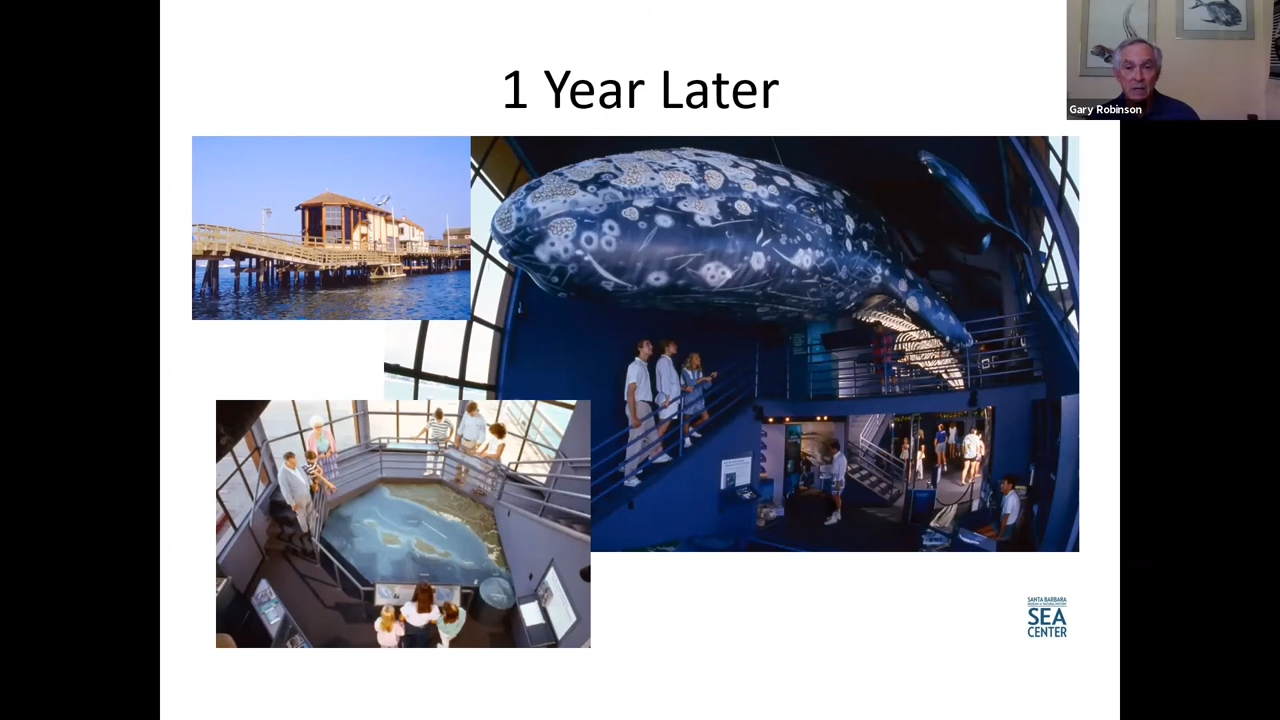 1 Year Later
Gary Robinson
SANTA BARBARA
SEA
CENTER